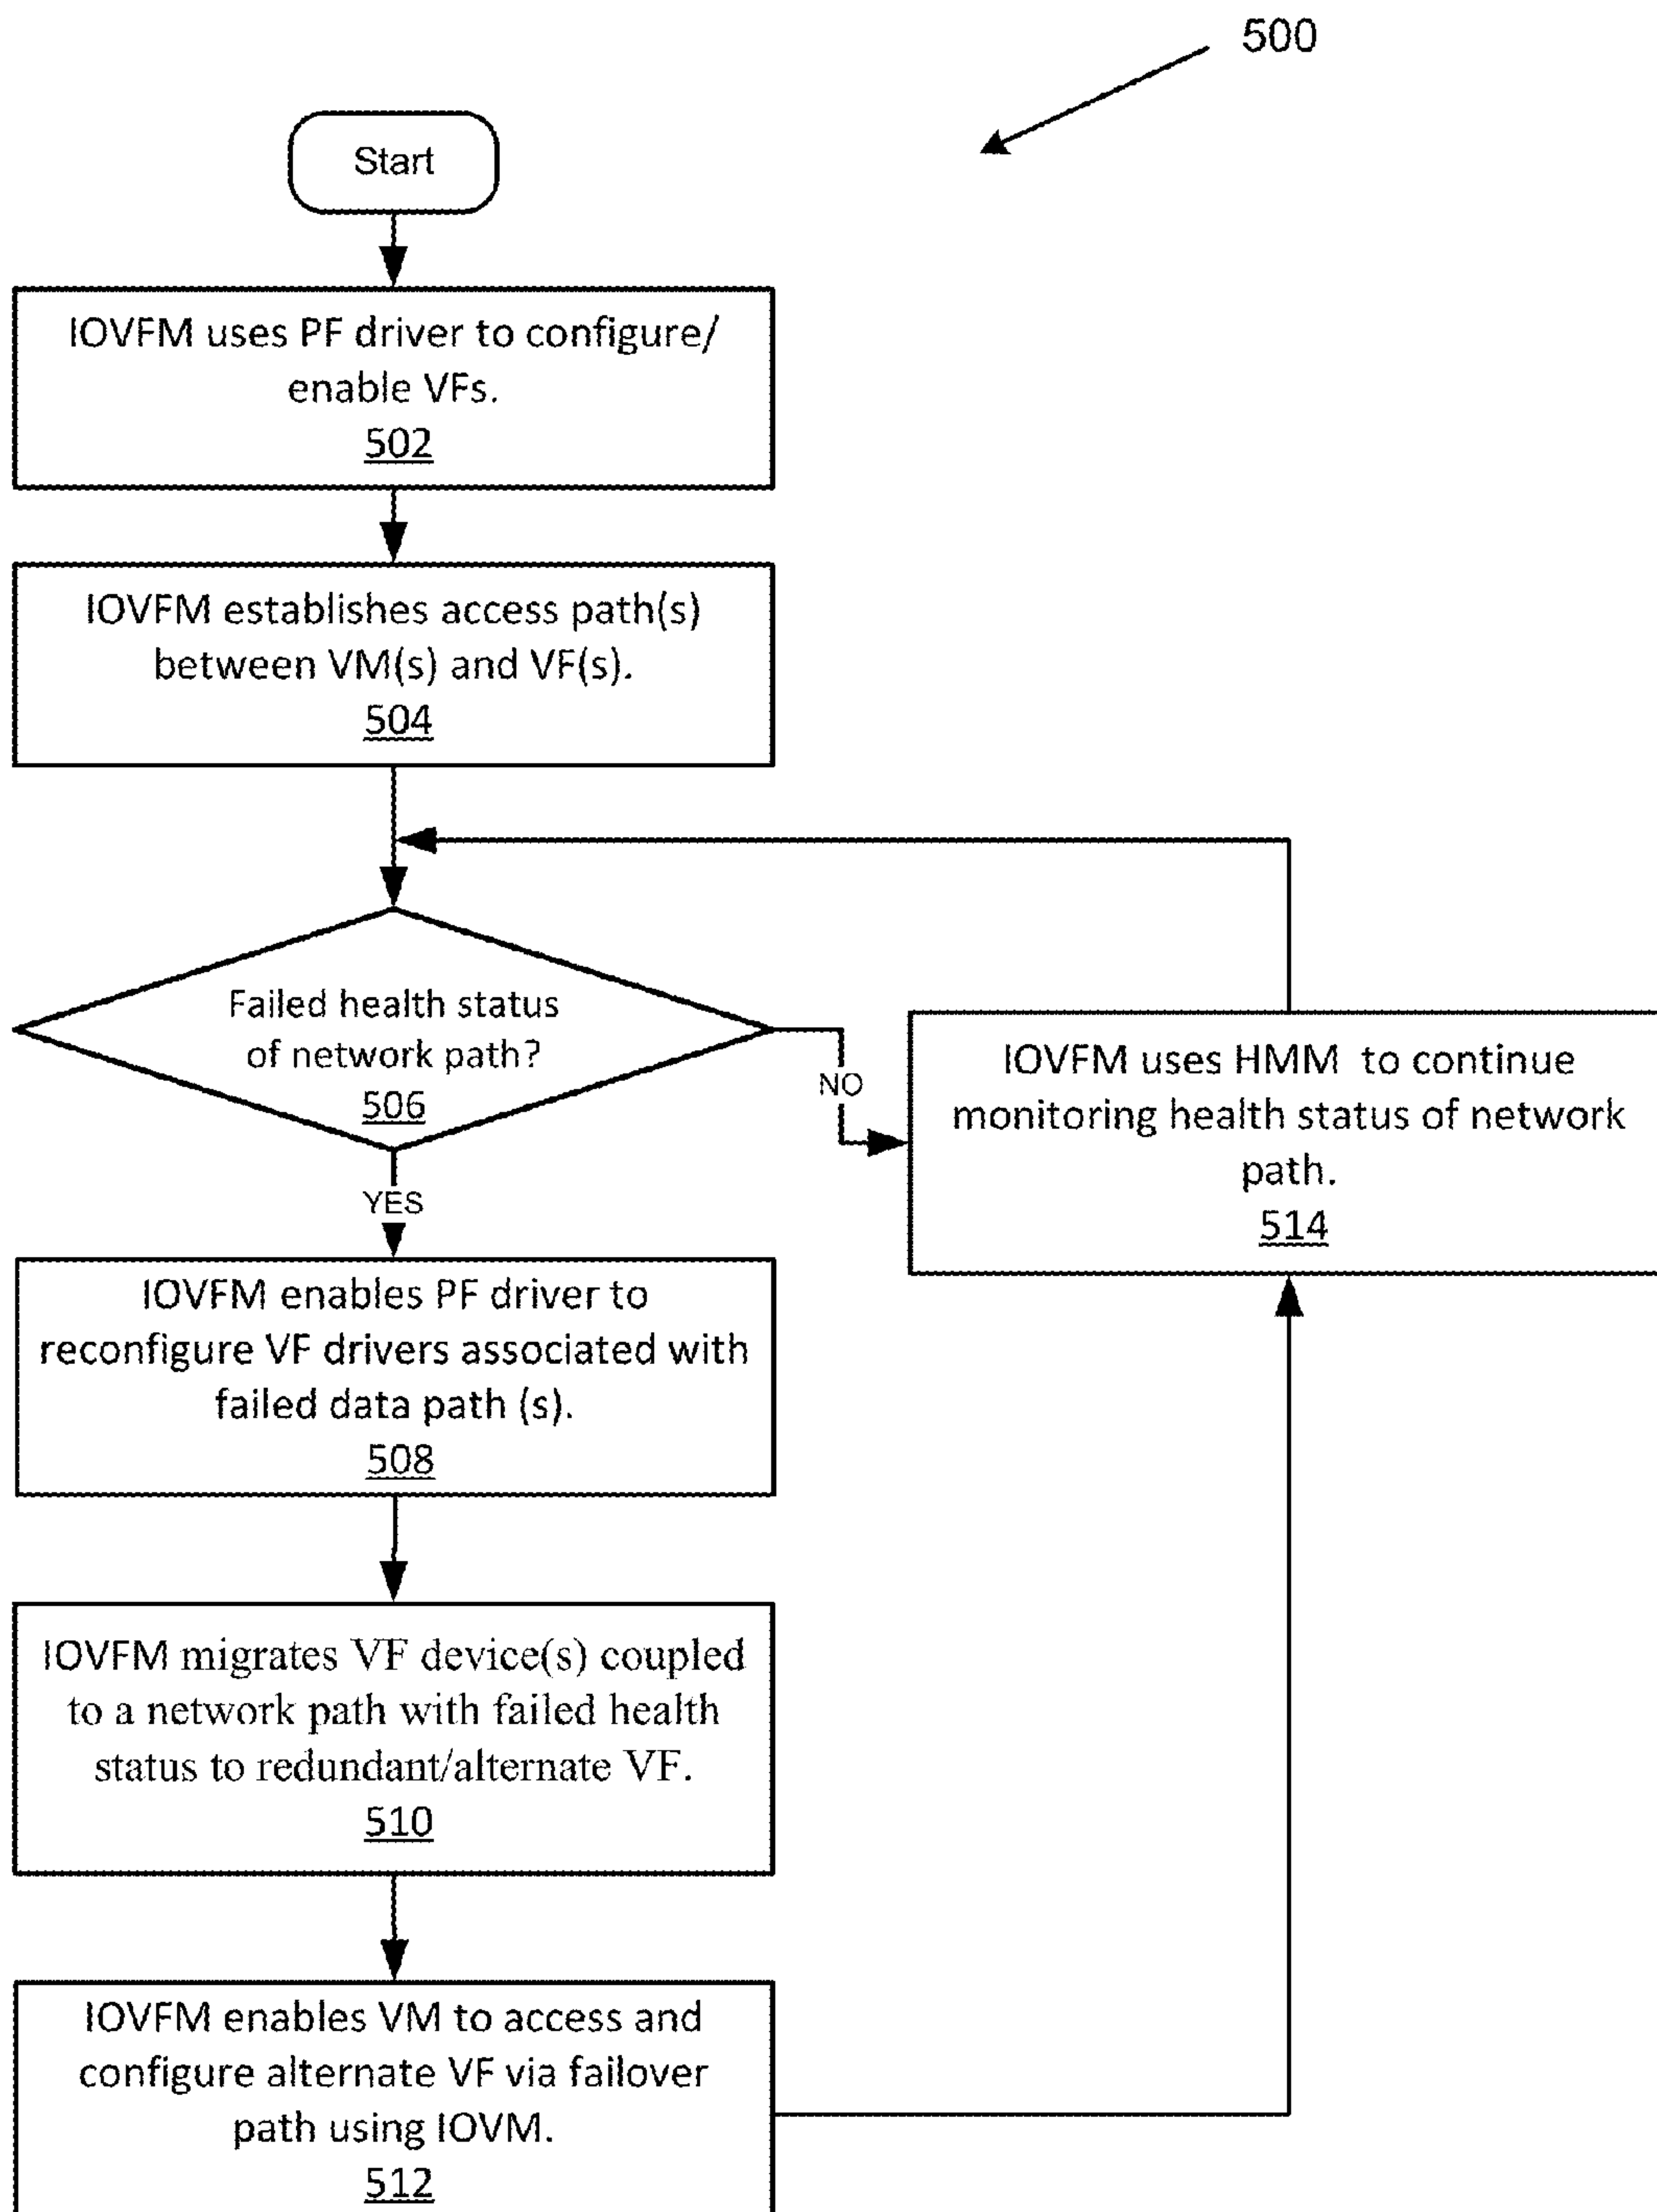 500
Start
IOVFM uses PF driver to configure/
enable VFs.
502
IOVFM establishes access path(s)
between VM(s) and VF(s).
504
Failed health status
of network path?
506
NO
YES
IOVFM uses HMM to continue
monitoring health status of network
path.
514
IOVFM enables PF driver to
reconfigure VF drivers associated with
failed data path (s).
508
IOVFM migrates VF device(s) coupled
to a network path with failed health
status to redundant/alternate VF.
510
IOVFM enables VM to access and
configure alternate VF via failover
path using IOVM.
512